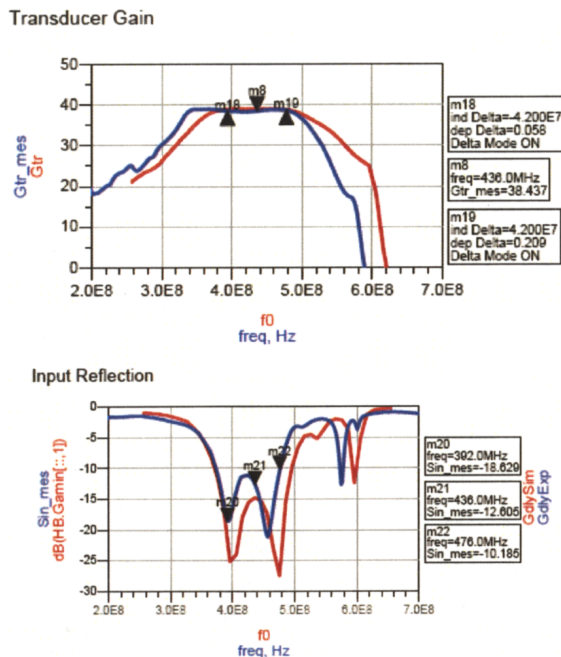 Transducer Gain
50
40
30
20
10
0
Gtr_mes
Gtr
m18
m8
m19
2.0E8
3.0E8
4.0E8
5.0E8
6.0E8
7.0E8
f0
freq, Hz
m18
ind Delta=-4.200E7
dep Delta=0.058
Delta Mode ON
m8
freq=436.0MHz
Gtr_mes=38.437
m19
ind Delta=4.200E7
dep Delta=0.209
Delta Mode ON
Input Reflection
0
-5
-10
-15
-20
-25
-30
Sin_mes
dB(HB.Gamin[::,1])
m20
m21
m22
2.0E8
3.0E8
4.0E8
5.0E8
6.0E8
7.0E8
f0
freq, Hz
m20
freq=392.0MHz
Sin_mes=-18.629
m21
freq=436.0MHz
Sin_mes=-12.605
m22
freq=476.0MHz
Sin_mes=-10.185
GdlySim
GdlyExp